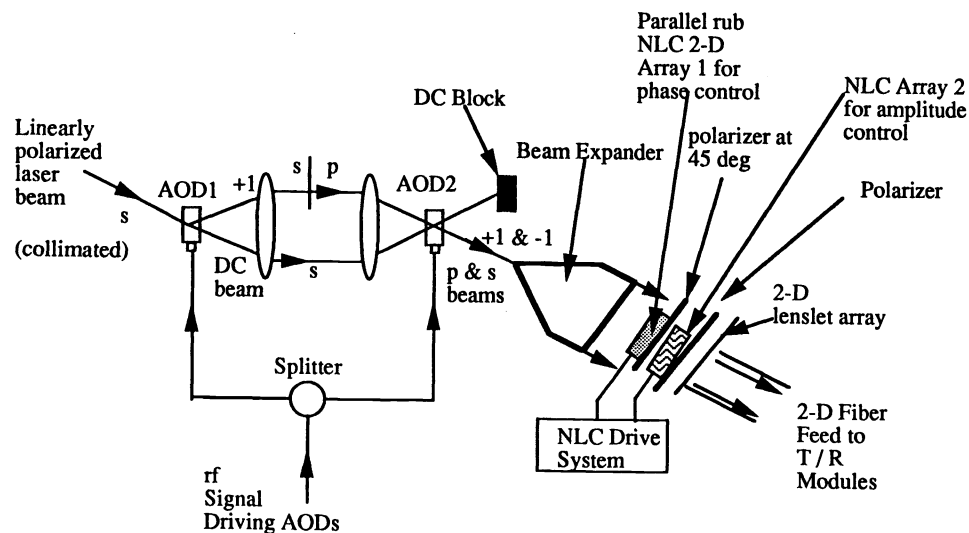 Parallel rub
NLC 2-D
Array 1 for
phase control
NLC Array 2
for amplitude
control
DC Block
polarizer at
45 deg
Linearly
polarized
laser
beam
s
(collimated)
AOD1
+1
s
p
AOD2
Beam Expander
Polarizer
DC
beam
s
+1 & -1
p & s
beams
2-D
lenslet array
Splitter
NLC Drive
System
2-D Fiber
Feed to
T / R
Modules
rf
Signal
Driving AODs